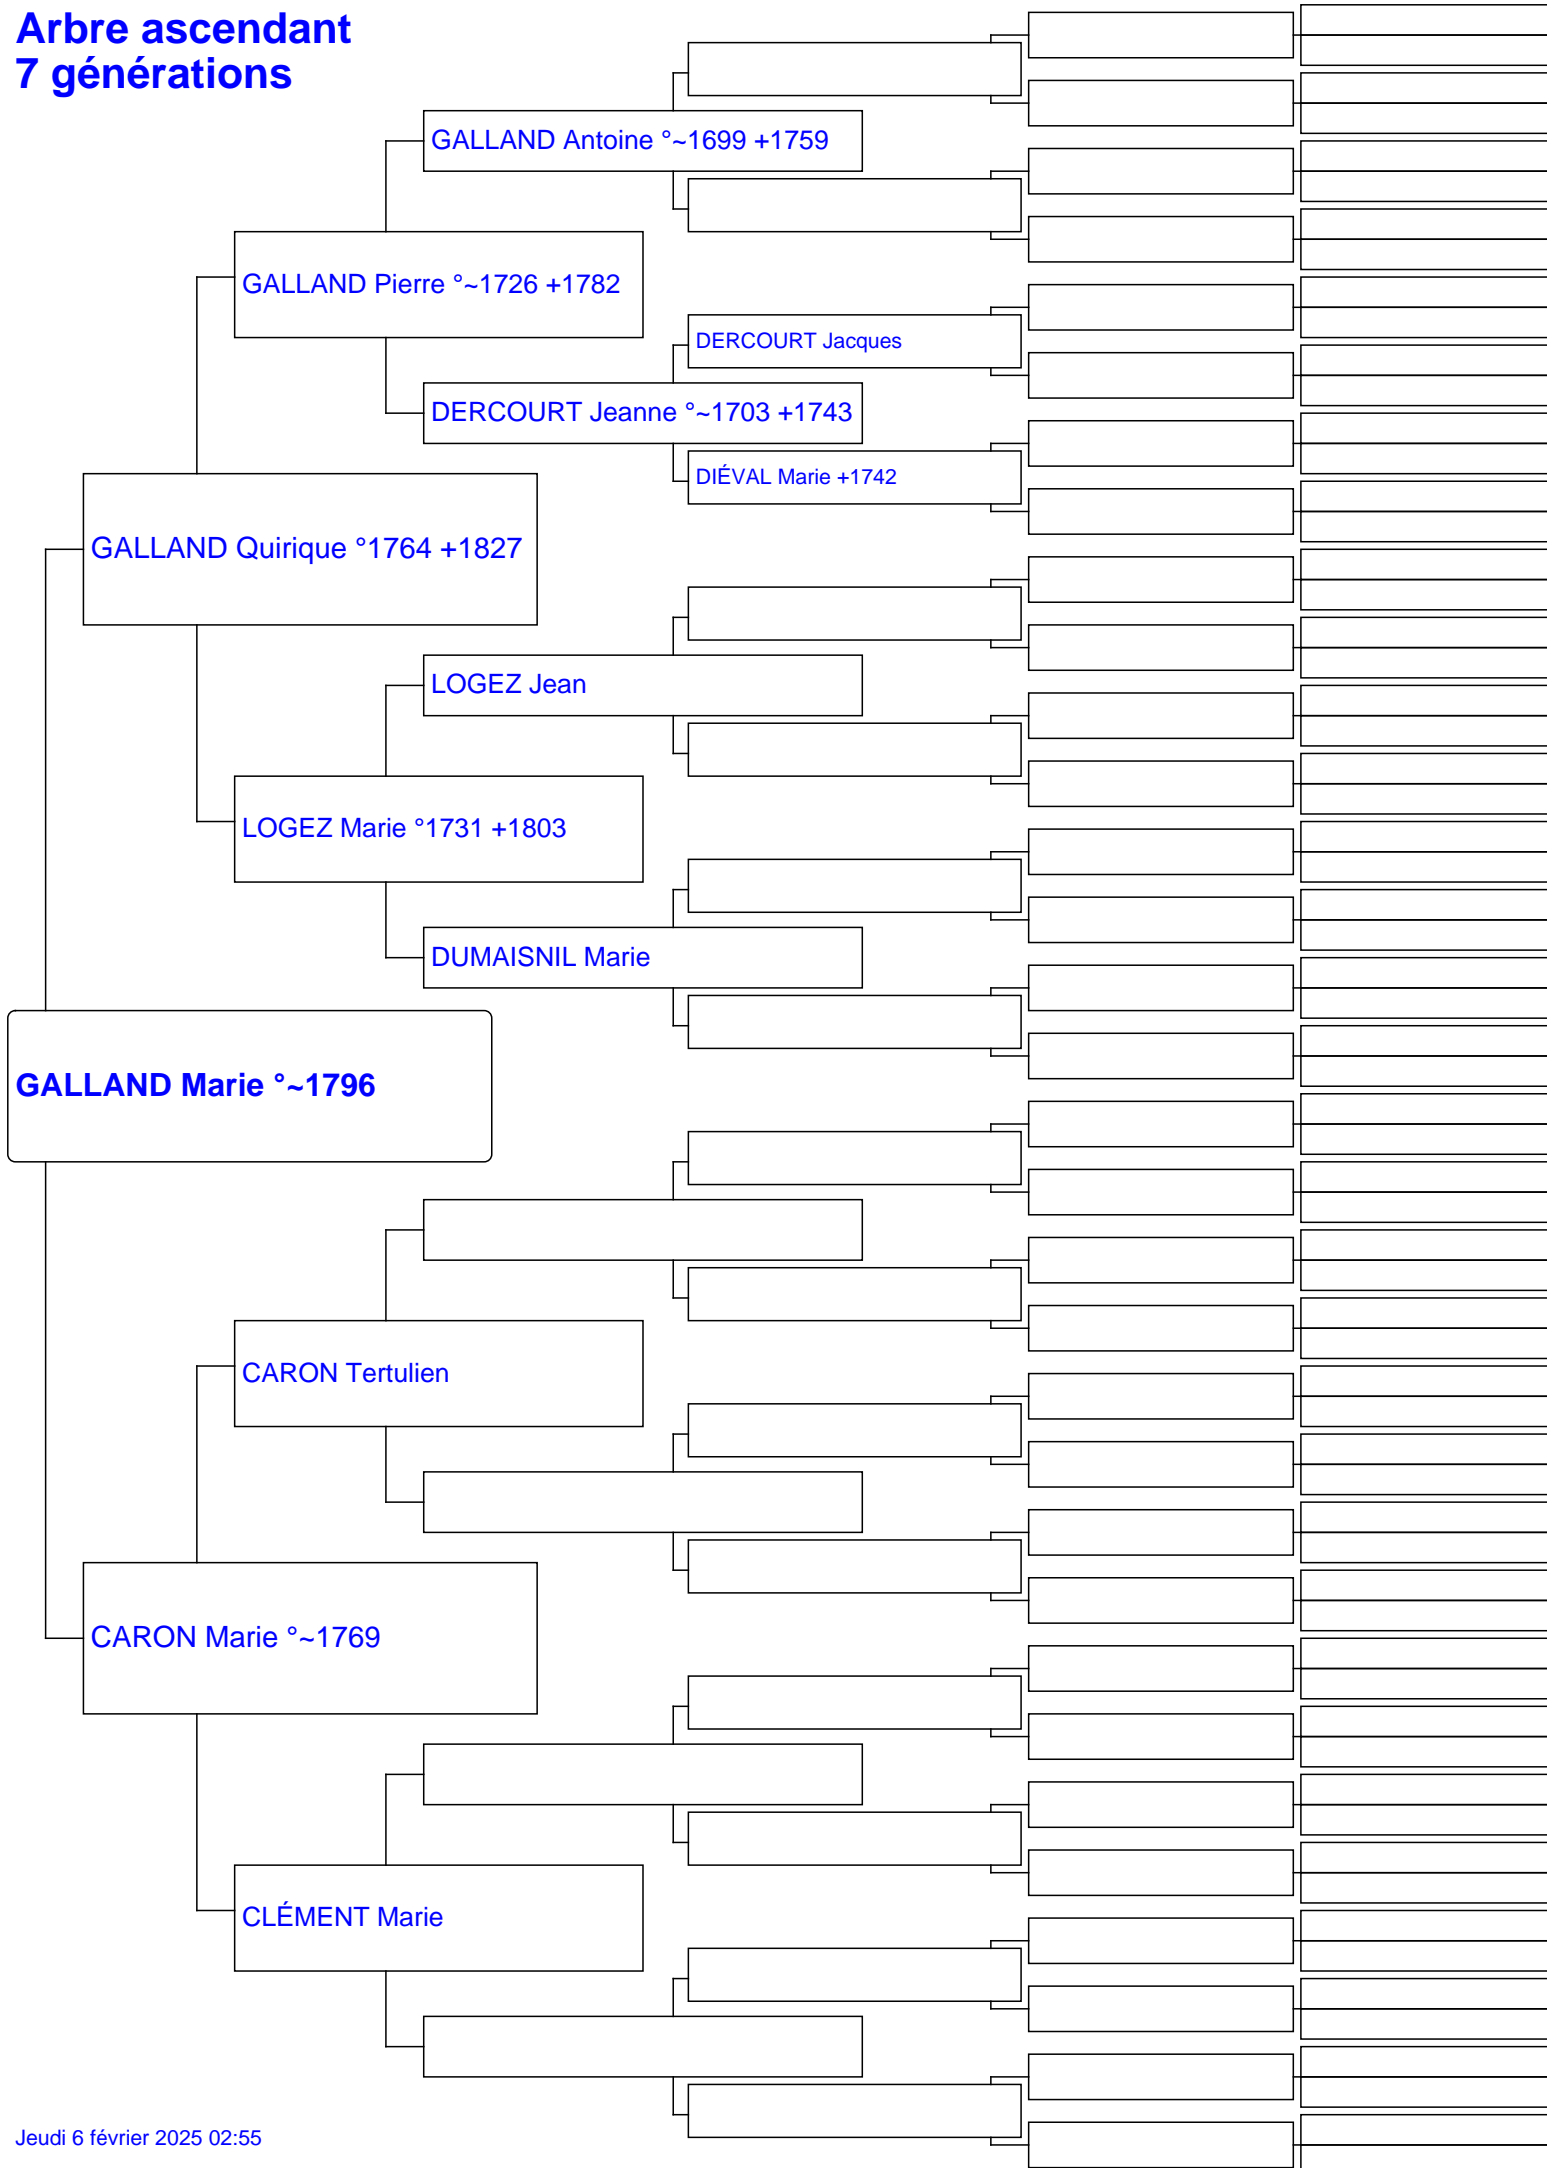 Arbre ascendant
7 générations
GALLAND Antoine °~1699 +1759
GALLAND Pierre °~1726 +1782
DERCOURT Jacques
DERCOURT Jeanne °~1703 +1743
DIÉVAL Marie +1742
GALLAND Quirique °1764 +1827
LOGEZ Jean
LOGEZ Marie °1731 +1803
DUMAISNIL Marie
GALLAND Marie °~1796
CARON Tertulien
CARON Marie °~1769
CLÉMENT Marie
Jeudi 6 février 2025 02:55